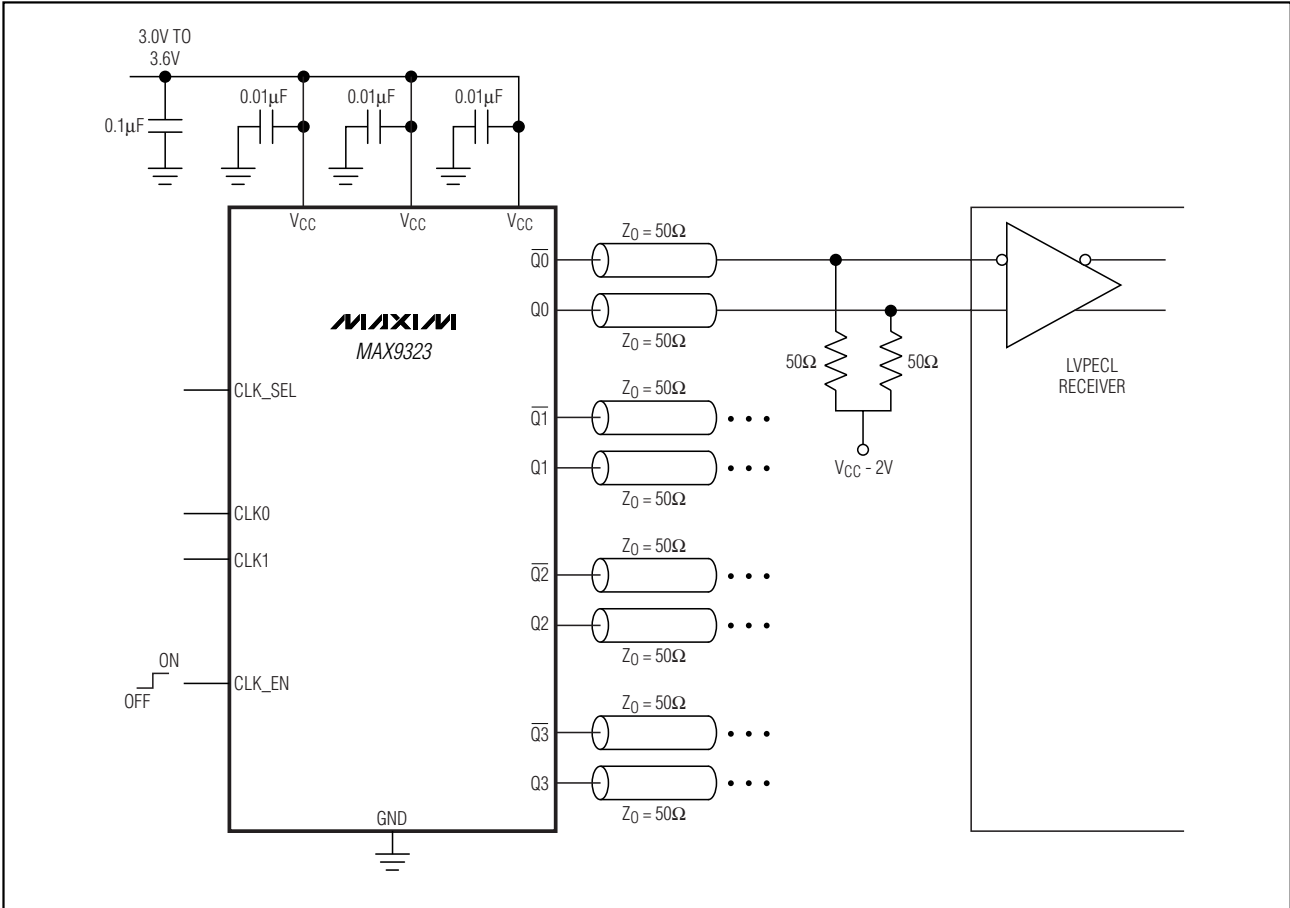 3.0V TO
3.6V
0.1µF
0.01µF
0.01µF
0.01µF
VCC
VCC
VCC
MAXIM
MAX9323
CLK_SEL
CLK0
CLK1
ON
OFF
CLK_EN
GND
Q0
Q0
Q1
Q1
Q2
Q2
Q3
Q3
Z0 = 50Ω
Z0 = 50Ω
Z0 = 50Ω
Z0 = 50Ω
Z0 = 50Ω
Z0 = 50Ω
Z0 = 50Ω
Z0 = 50Ω
50Ω
50Ω
VCC - 2V
LVPECL
RECEIVER